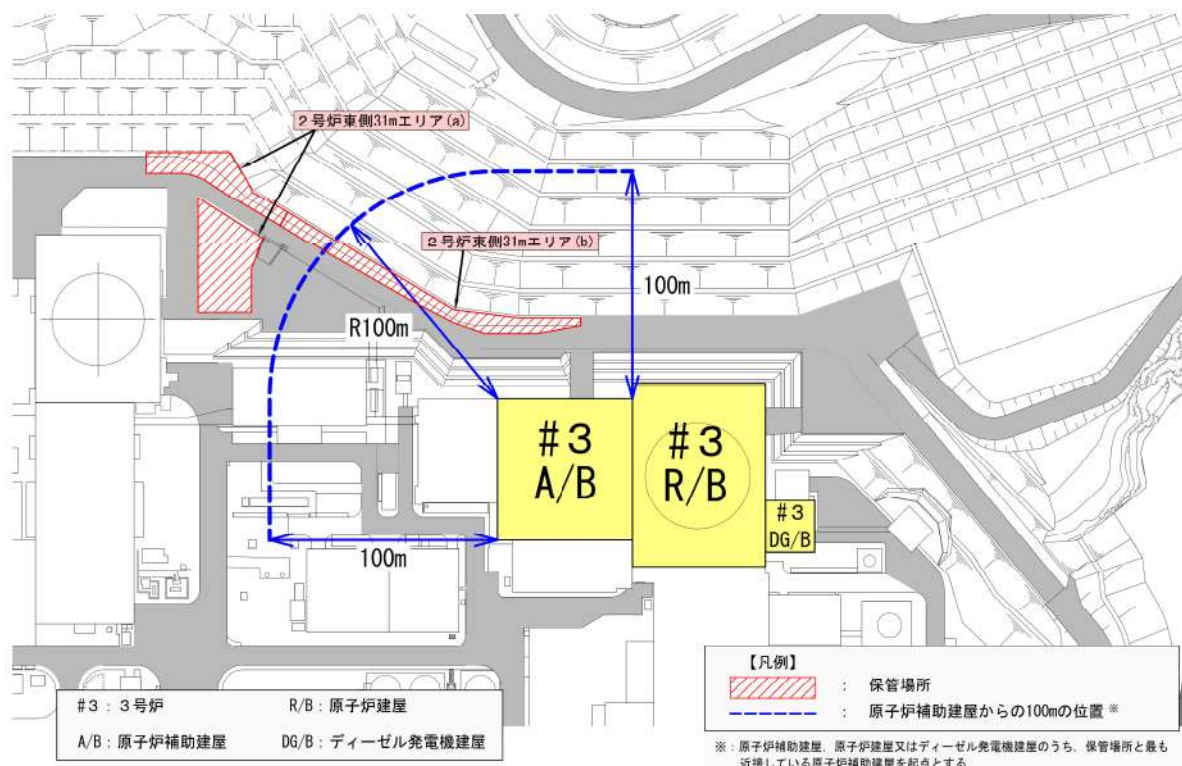 2号炉東側31mエリア(a)
2号炉東側31mエリア(b)
100m
R100m
#3
A/B
#3
R/B
#3
DG/B
100m
#3：3号炉
R/B：原子炉建屋
A/B：原子炉補助建屋
DG/B：ディーゼル発電機建屋
【凡例】
： 保管場所
： 原子炉補助建屋からの100mの位置※
※：原子炉補助建屋，原子炉建屋又はディーゼル発電機建屋のうち，保管場所と最も
近接している原子炉補助建屋を起点とする